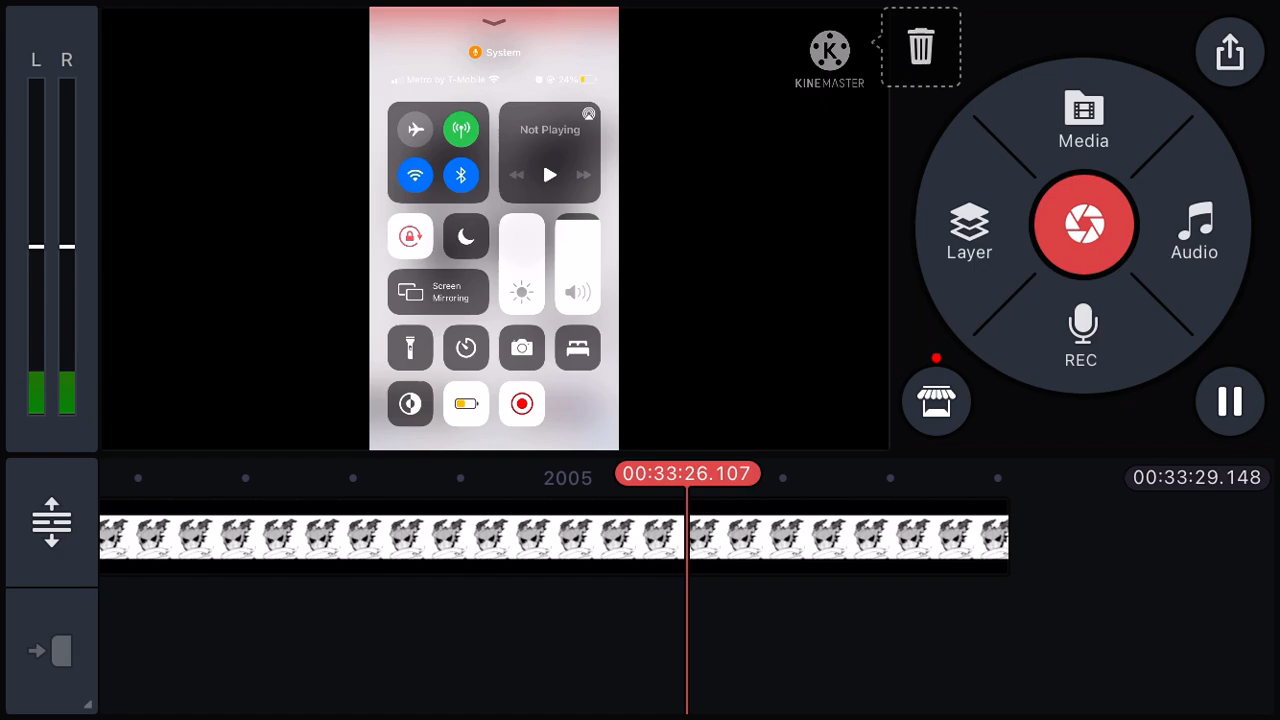 L R
System
Metro by T-Mobile 24%
Not Playing
Screen
Mirroring
K
KINEMASTER
Media
Layer
Audio
REC
2005
00:33:26.107
00:33:29.148